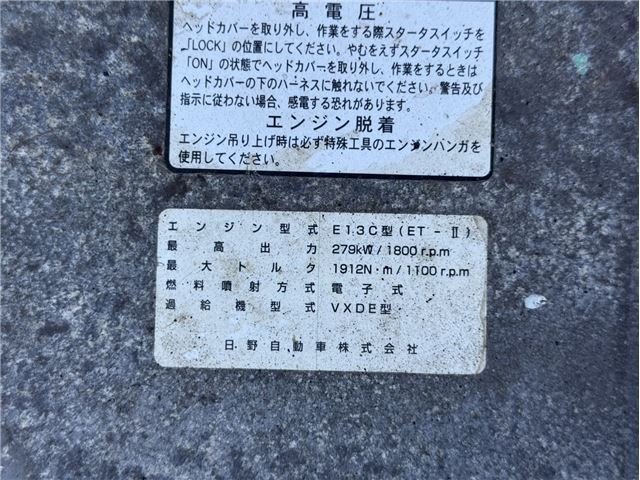 高電圧
ヘッドカバーを取り外し、作業をする際スタータスイッチを
「LOCK」の位置にしてください。やむをえずスタータスイッチ
「ON」の状態でヘッドカバーを取り外し、作業をするときは
ヘッドカバーの下のハーネスに触れないでください。警告及び
指示に従わない場合、感電する恐れがあります。
エンジン脱着
エンジン吊り上げ時は必ず特殊工具のエンジンハンガを
使用してください。
エンジン型式 E13C型(ET-Ⅱ)
最高出力 279kW/1800r.p.m
最大トルク 1912N·m/1100r.p.m
燃料噴射方式 電子式
過給機型式 VXDE型
日野自動車株式会社